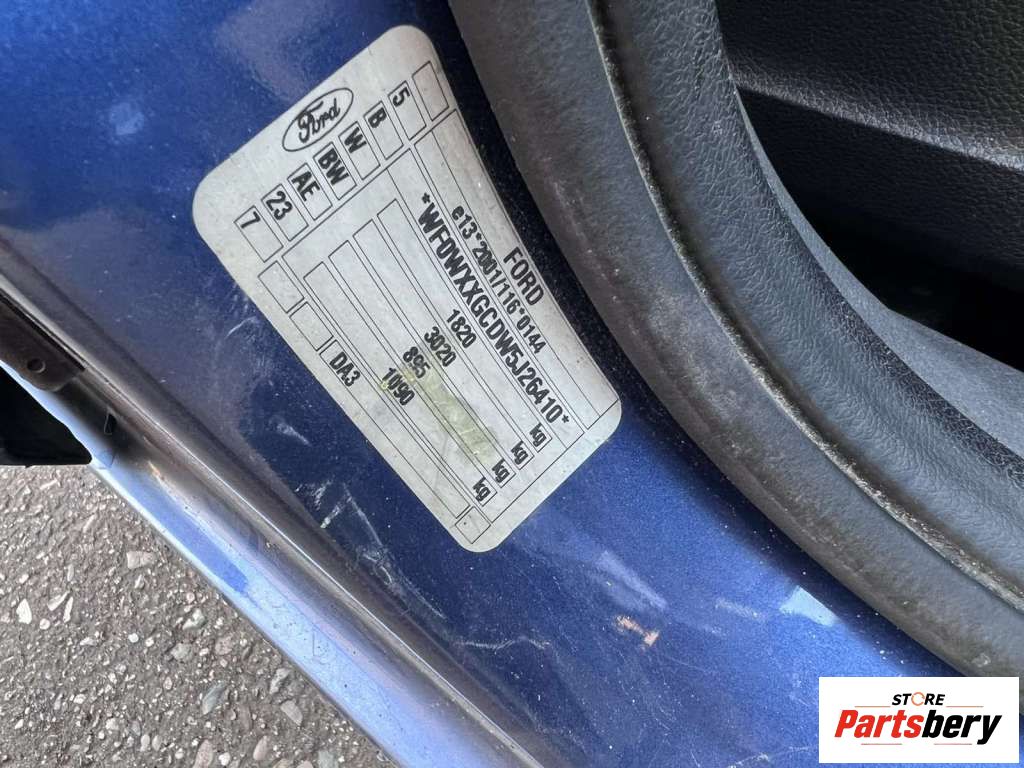 Ford
FORD
e13*2001/116*0144
*WF0WXXGCDW5J26410*
1820 kg
3020 kg
895 kg
1090 kg
DA3
5
B
W
BW
AE
23
7
STORE
Partsbery